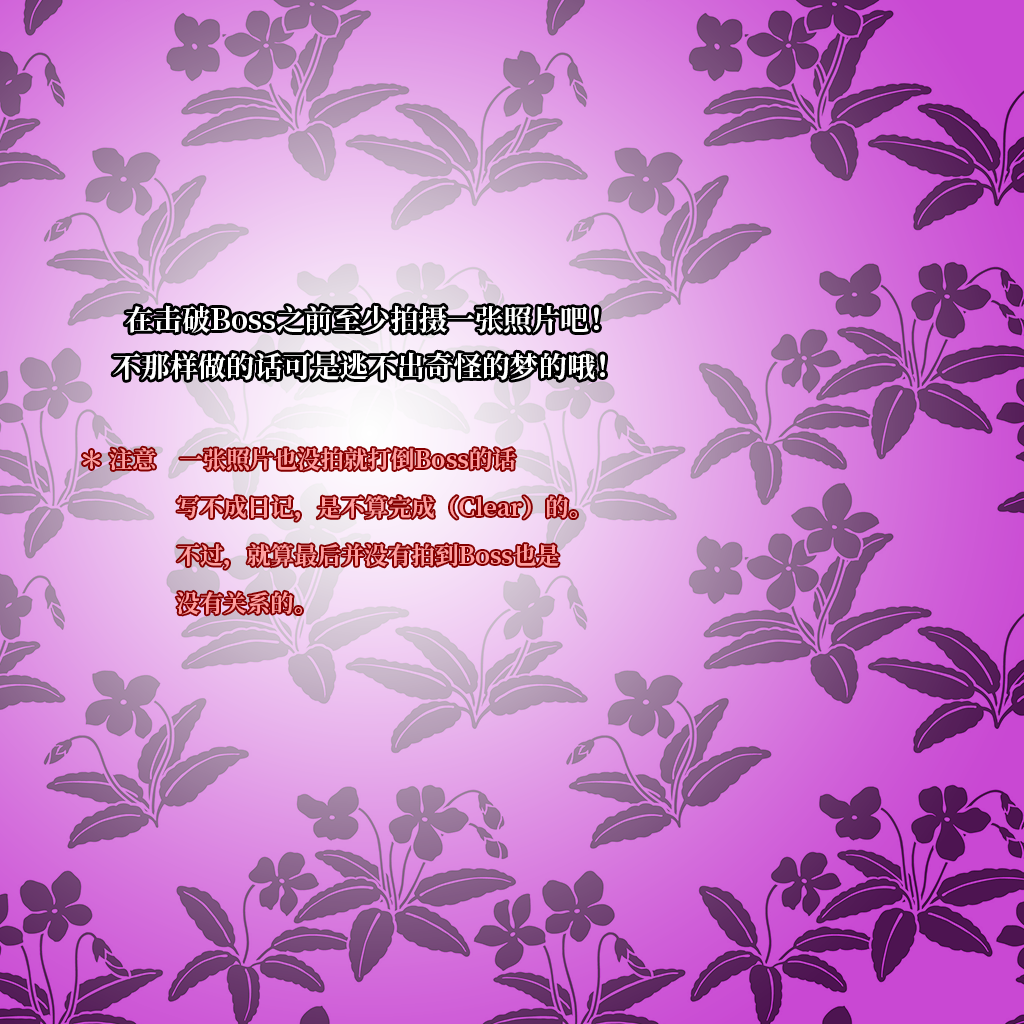 在击破Boss之前至少拍摄一张照片吧！
不那样做的话可是逃不出奇怪的梦的哦！
＊注意　一张照片也没拍就打倒Boss的话
写不成日记，是不算完成（Clear）的。
不过，就算最后并没有拍到Boss也是
没有关系的。